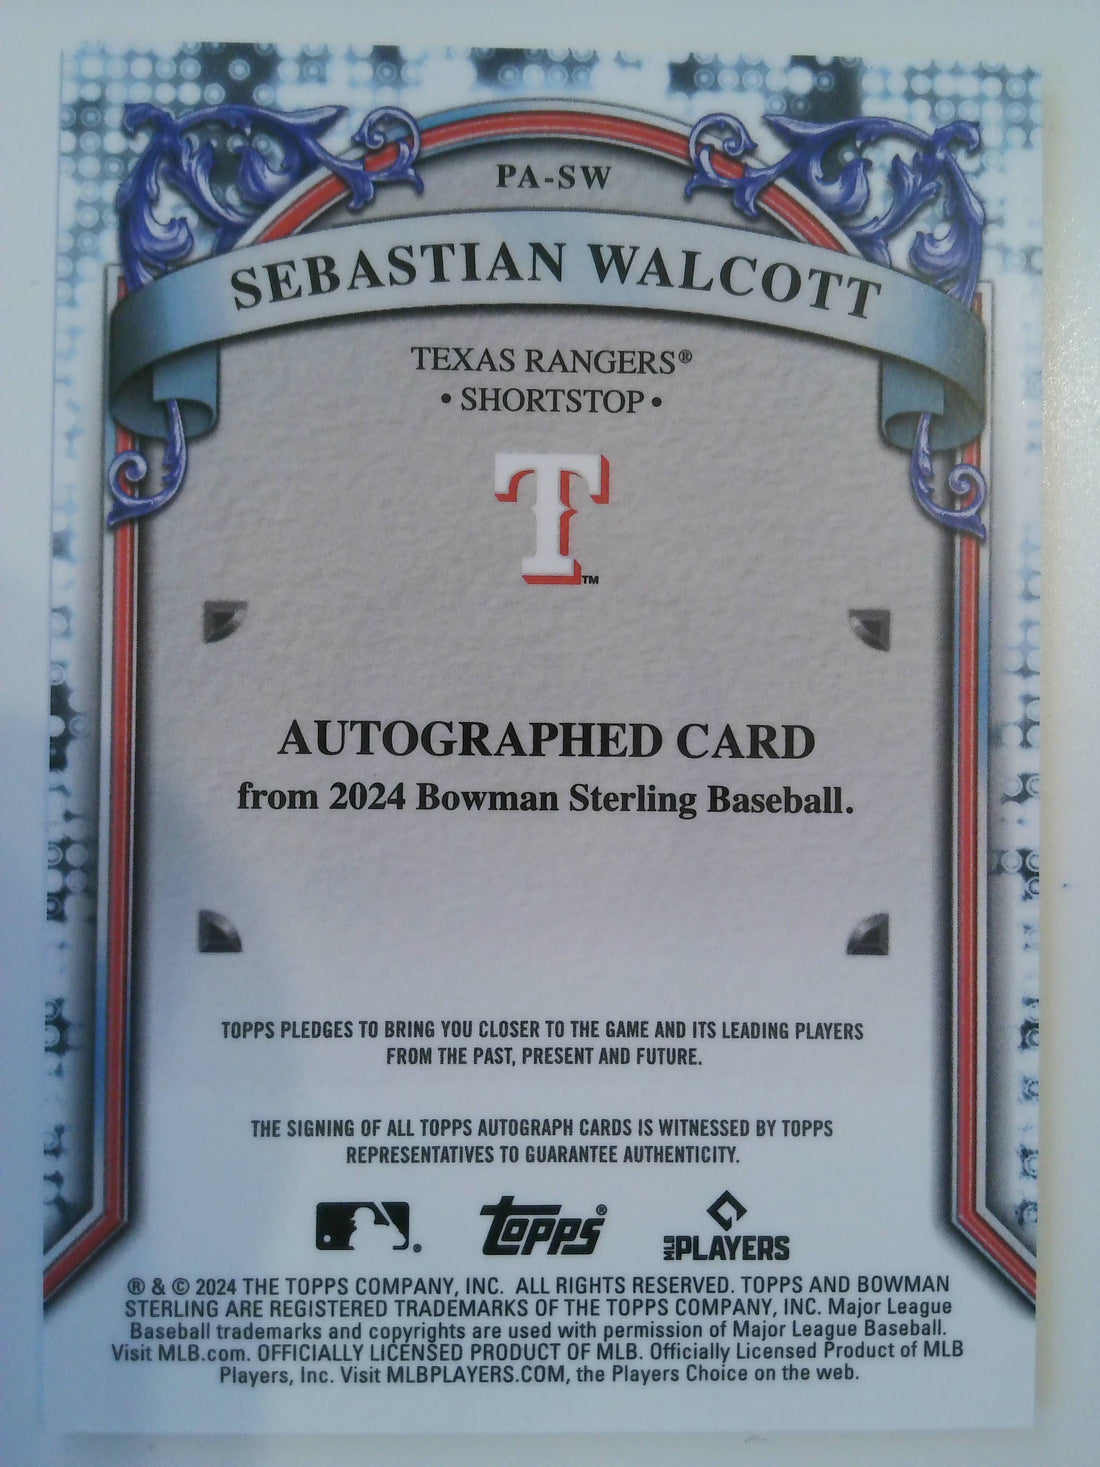 PA-SW
SEBASTIAN WALCOTT
TEXAS RANGERS®
• SHORTSTOP •
T™
AUTOGRAPHED CARD
from 2024 Bowman Sterling Baseball.
TOPPS PLEDGES TO BRING YOU CLOSER TO THE GAME AND ITS LEADING PLAYERS
FROM THE PAST, PRESENT AND FUTURE.
THE SIGNING OF ALL TOPPS AUTOGRAPH CARDS IS WITNESSED BY TOPPS
REPRESENTATIVES TO GUARANTEE AUTHENTICITY.
® topps® MLB PLAYERS
® & © 2024 THE TOPPS COMPANY, INC. ALL RIGHTS RESERVED. TOPPS AND BOWMAN
STERLING ARE REGISTERED TRADEMARKS OF THE TOPPS COMPANY, INC. Major League
Baseball trademarks and copyrights are used with permission of Major League Baseball.
Visit MLB.com. OFFICIALLY LICENSED PRODUCT OF MLB. Officially Licensed Product of MLB
Players, Inc. Visit MLBPLAYERS.COM, the Players Choice on the web.